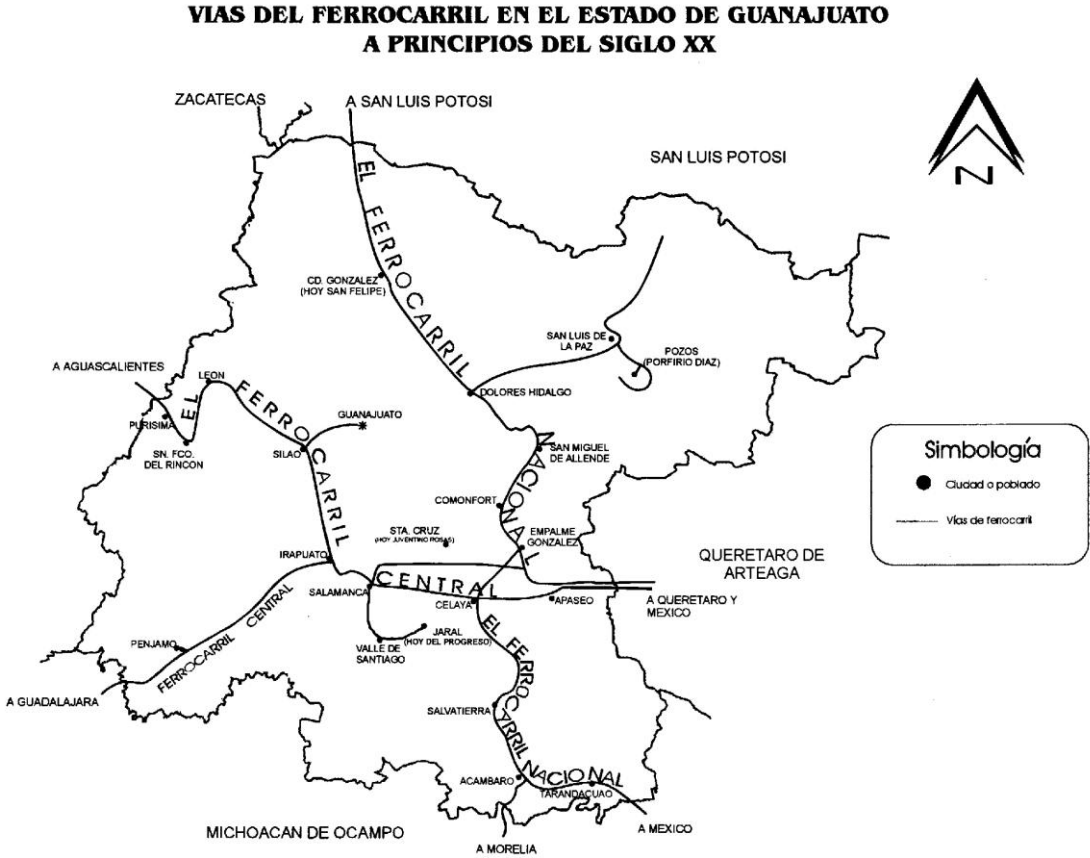 VIAS DEL FERROCARRIL EN EL ESTADO DE GUANAJUATO
A PRINCIPIOS DEL SIGLO XX
ZACATECAS
A SAN LUIS POTOSI
SAN LUIS POTOSI
N
EL FERROCARRIL NACIONAL
CD. GONZALEZ
(HOY SAN FELIPE)
SAN LUIS DE
LA PAZ
POZOS
(PORFIRIO DIAZ)
A AGUASCALIENTES
LEON
DOLORES HIDALGO
EL FERROCARRIL CENTRAL
PURISIMA
GUANAJUATO
SN. FCO.
DEL RINCON
SILAO
SAN MIGUEL
DE ALLENDE
Simbología
Ciudad o poblado
Vías de ferrocarril
COMONFORT
STA. CRUZ
(HOY JUVENTINO ROSAS)
EMPALME
GONZALEZ
IRAPUATO
QUERETARO DE
ARTEAGA
SALAMANCA
CELAYA
APASEO
A QUERETARO Y
MEXICO
FERROCARRIL CENTRAL
JARAL
(HOY DEL PROGRESO)
PENJAMO
VALLE DE
SANTIAGO
EL FERROCARRIL NACIONAL
A GUADALAJARA
SALVATIERRA
ACAMBARO
TARANDACUAO
MICHOACAN DE OCAMPO
A MEXICO
A MORELIA